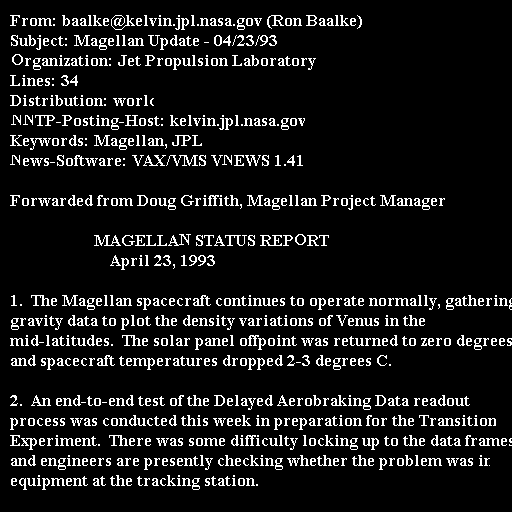 From: baalke@kelvin.jpl.nasa.gov (Ron Baalke)
Subject: Magellan Update - 04/23/93
Organization: Jet Propulsion Laboratory
Lines: 34
Distribution: world
NNTP-Posting-Host: kelvin.jpl.nasa.gov
Keywords: Magellan, JPL
News-Software: VAX/VMS VNEWS 1.41
Forwarded from Doug Griffith, Magellan Project Manager
MAGELLAN STATUS REPORT
April 23, 1993
1. The Magellan spacecraft continues to operate normally, gathering
gravity data to plot the density variations of Venus in the
mid-latitudes. The solar panel offpoint was returned to zero degrees
and spacecraft temperatures dropped 2-3 degrees C.
2. An end-to-end test of the Delayed Aerobraking Data readout
process was conducted this week in preparation for the Transition
Experiment. There was some difficulty locking up to the data frames
and engineers are presently checking whether the problem was in
equipment at the tracking station.